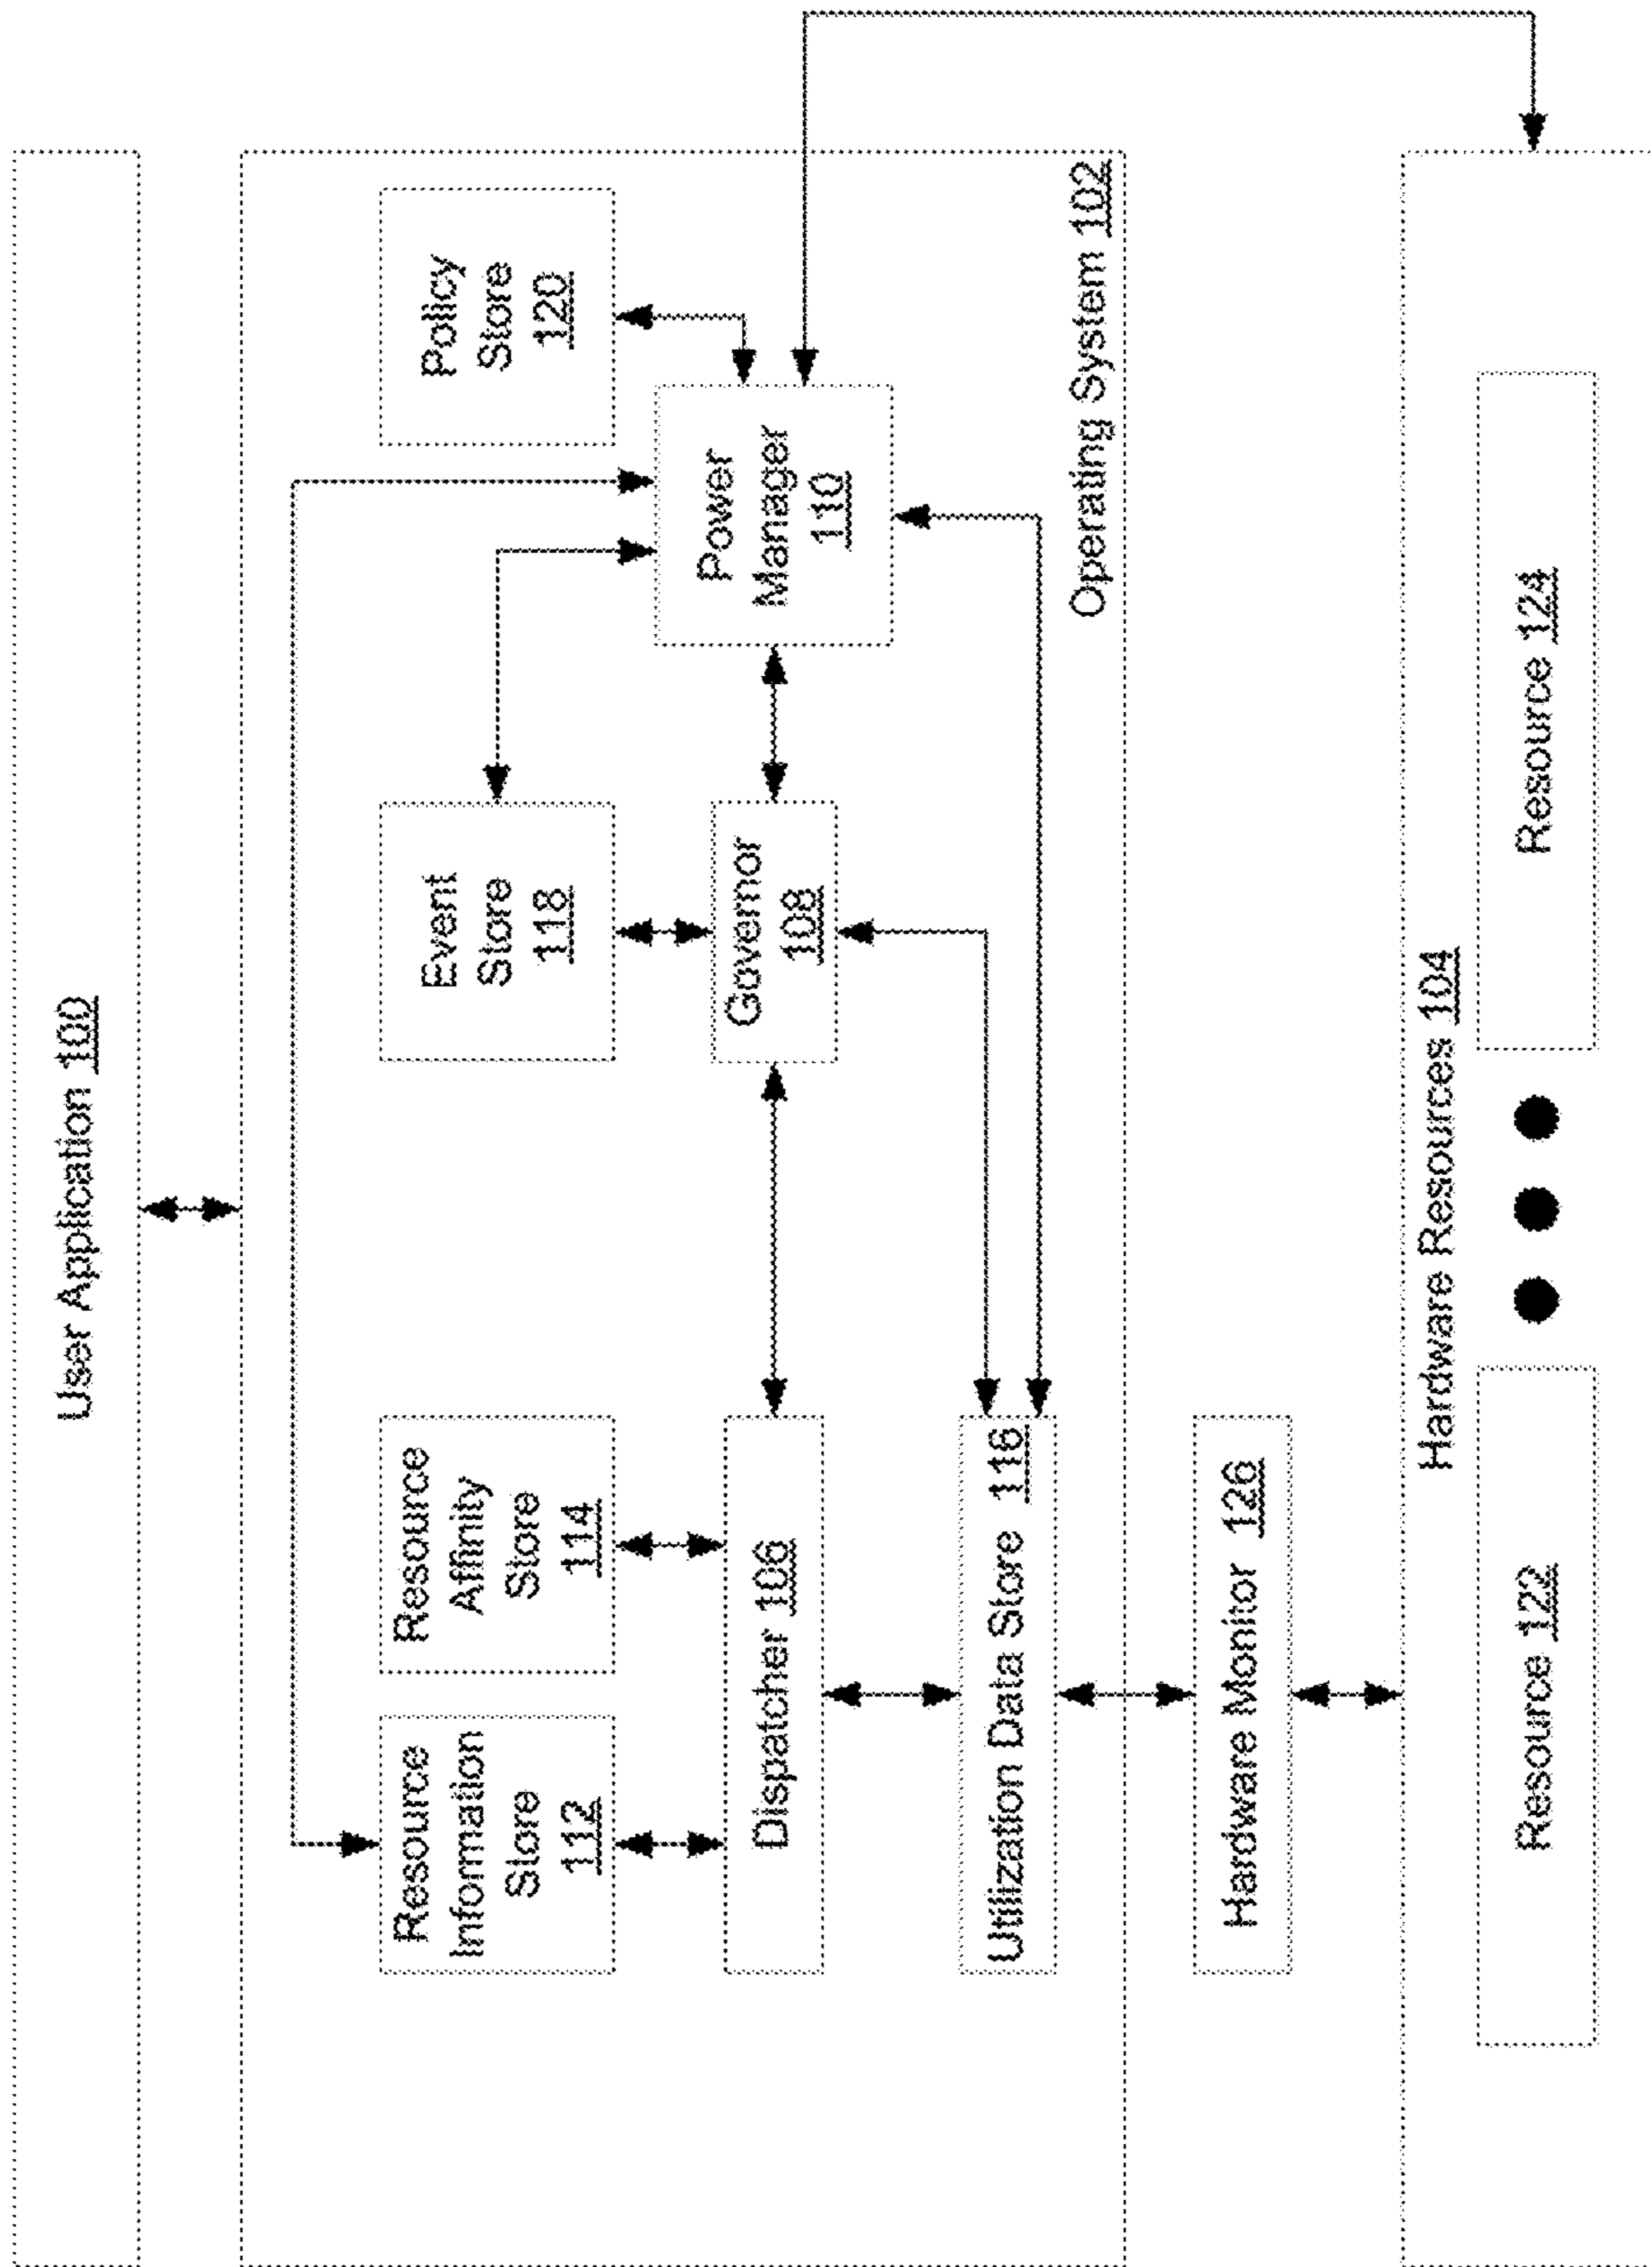 User Application 100
Resource
Information
Store
112
Resource
Affinity
Store
114
Event
Store
118
Policy
Store
120
Dispatcher 106
Governor
108
Power
Manager
110
Utilization Data Store 116
Operating System 102
Hardware Monitor 126
Hardware Resources 104
Resource 122
Resource 124